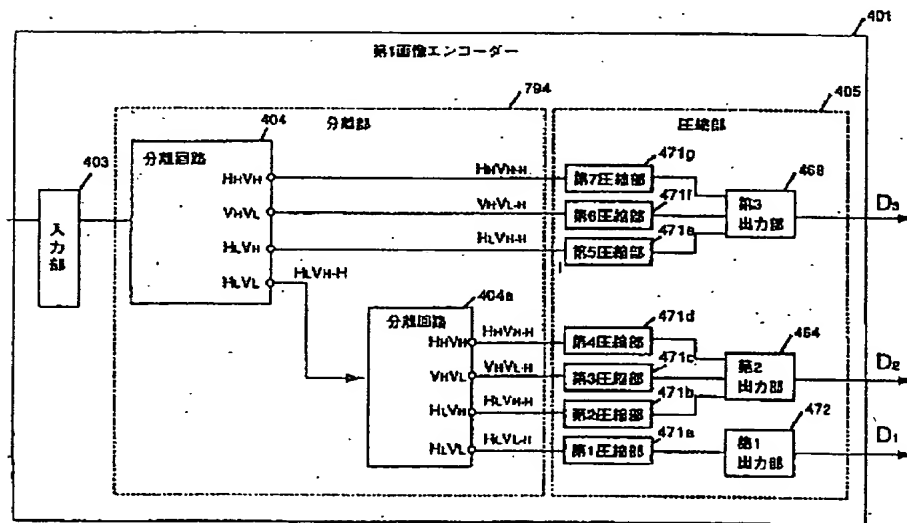 401
第1画像エンコーダー
794
405
分離部
圧縮部
403
入力部
404
分離回路
HHVH
VHVL
HLVH
HLVL
HHVH-H
VHVL-H
HLVH-H
HLVH-H
471g
第7圧縮部
471f
第6圧縮部
471e
第5圧縮部
468
第3
出力部
D3
404a
分離回路
HHVH
VHVL
HLVH
HLVL
HHVH-H
VHVL-H
HLVH-H
HLVL-H
471d
第4圧縮部
471c
第3圧縮部
471b
第2圧縮部
471a
第1圧縮部
464
第2
出力部
D2
472
第1
出力部
D1